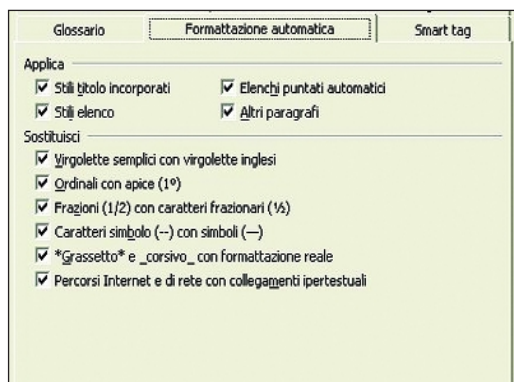 Glossario Formattazione automatica Smart tag
Applica
Stili titolo incorporati Elenchi puntati automatici
Stili elenco Altri paragrafi
Sostituisci
Virgolette semplici con virgolette inglesi
Ordinali con apice (1º)
Frazioni (1/2) con caratteri frazionari (½)
Caratteri simbolo (--) con simboli (—)
*Grassetto* e _corsivo_ con formattazione reale
Percorsi Internet e di rete con collegamenti ipertestuali